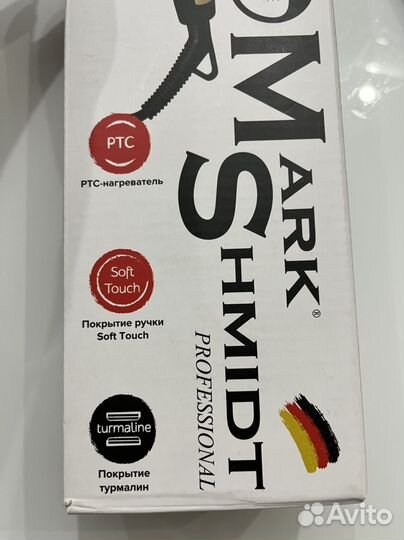 PTC
PTC-нагреватель
Soft
Touch
Покрытие ручки
Soft Touch
turmaline
Покрытие
турмалин
MARK
SHMIDT
®
PROFESSIONAL
Avito